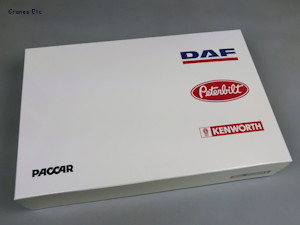 Cranes Etc
DAF
Peterbilt
KENWORTH
PACCAR